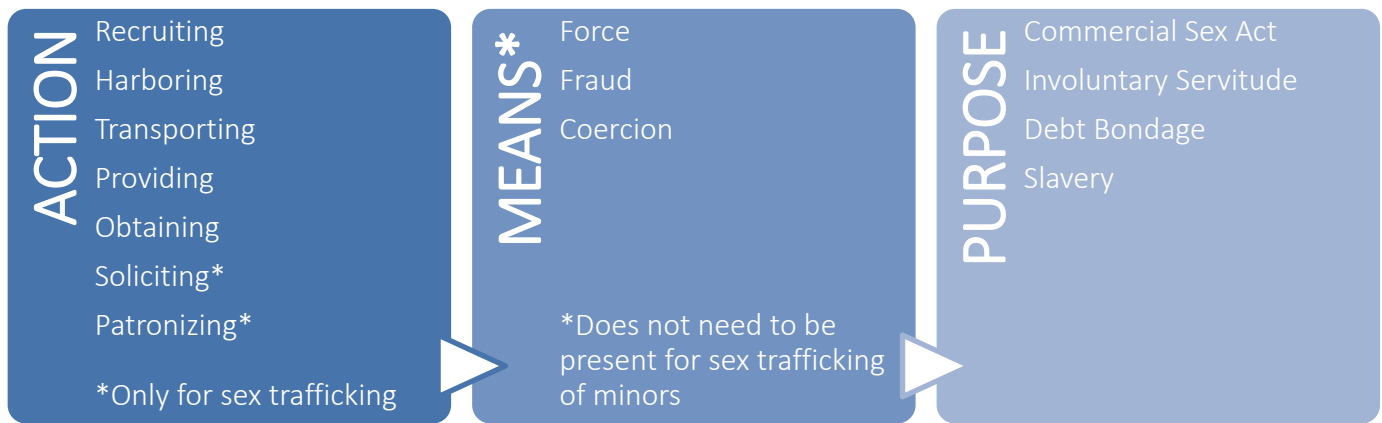 ACTION
Recruiting
Harboring
Transporting
Providing
Obtaining
Soliciting*
Patronizing*
*Only for sex trafficking
MEANS*
Force
Fraud
Coercion
*Does not need to be
present for sex trafficking
of minors
PURPOSE
Commercial Sex Act
Involuntary Servitude
Debt Bondage
Slavery